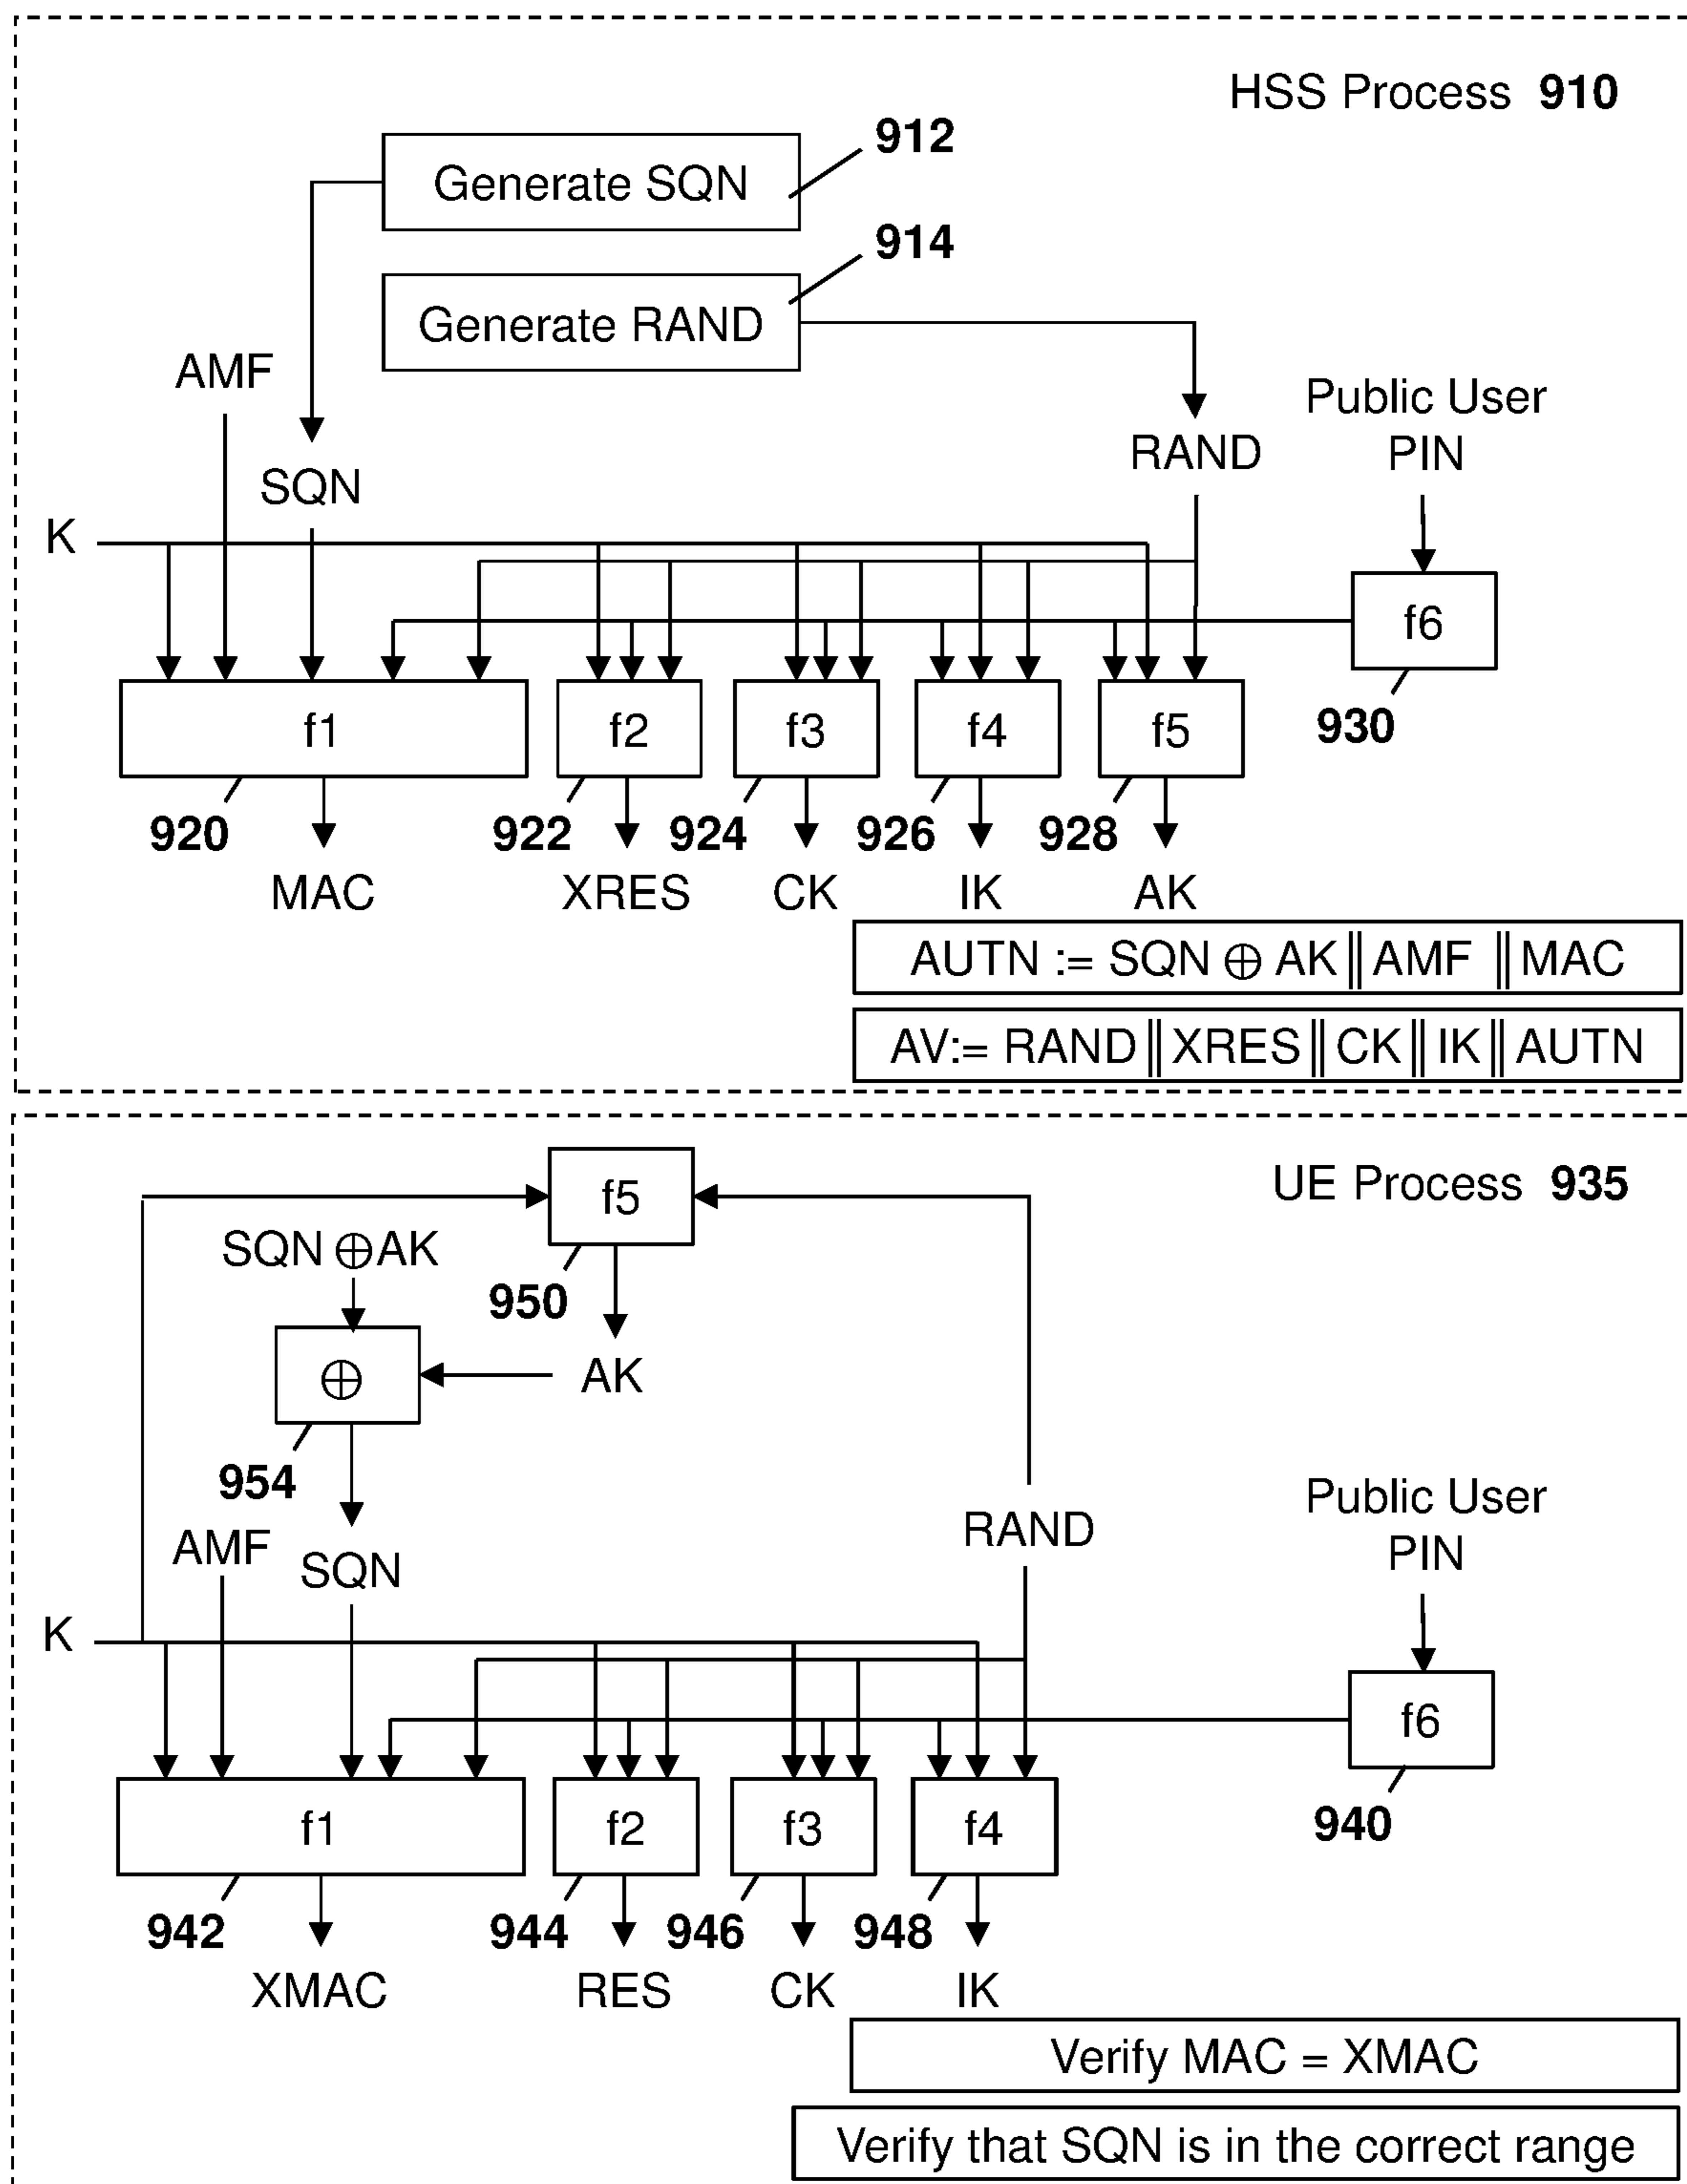 HSS Process 910
912
Generate SQN
914
Generate RAND
AMF
Public User
PIN
RAND
SQN
K
f6
930
f1 f2 f3 f4 f5
920 922 924 926 928
MAC XRES CK IK AK
AUTN := SQN ⊕ AK || AMF || MAC
AV:= RAND || XRES || CK || IK || AUTN
UE Process 935
f5
SQN ⊕ AK
950
⊕
AK
954
Public User
PIN
RAND
AMF
SQN
K
f6
940
f1 f2 f3 f4
942 944 946 948
XMAC RES CK IK
Verify MAC = XMAC
Verify that SQN is in the correct range